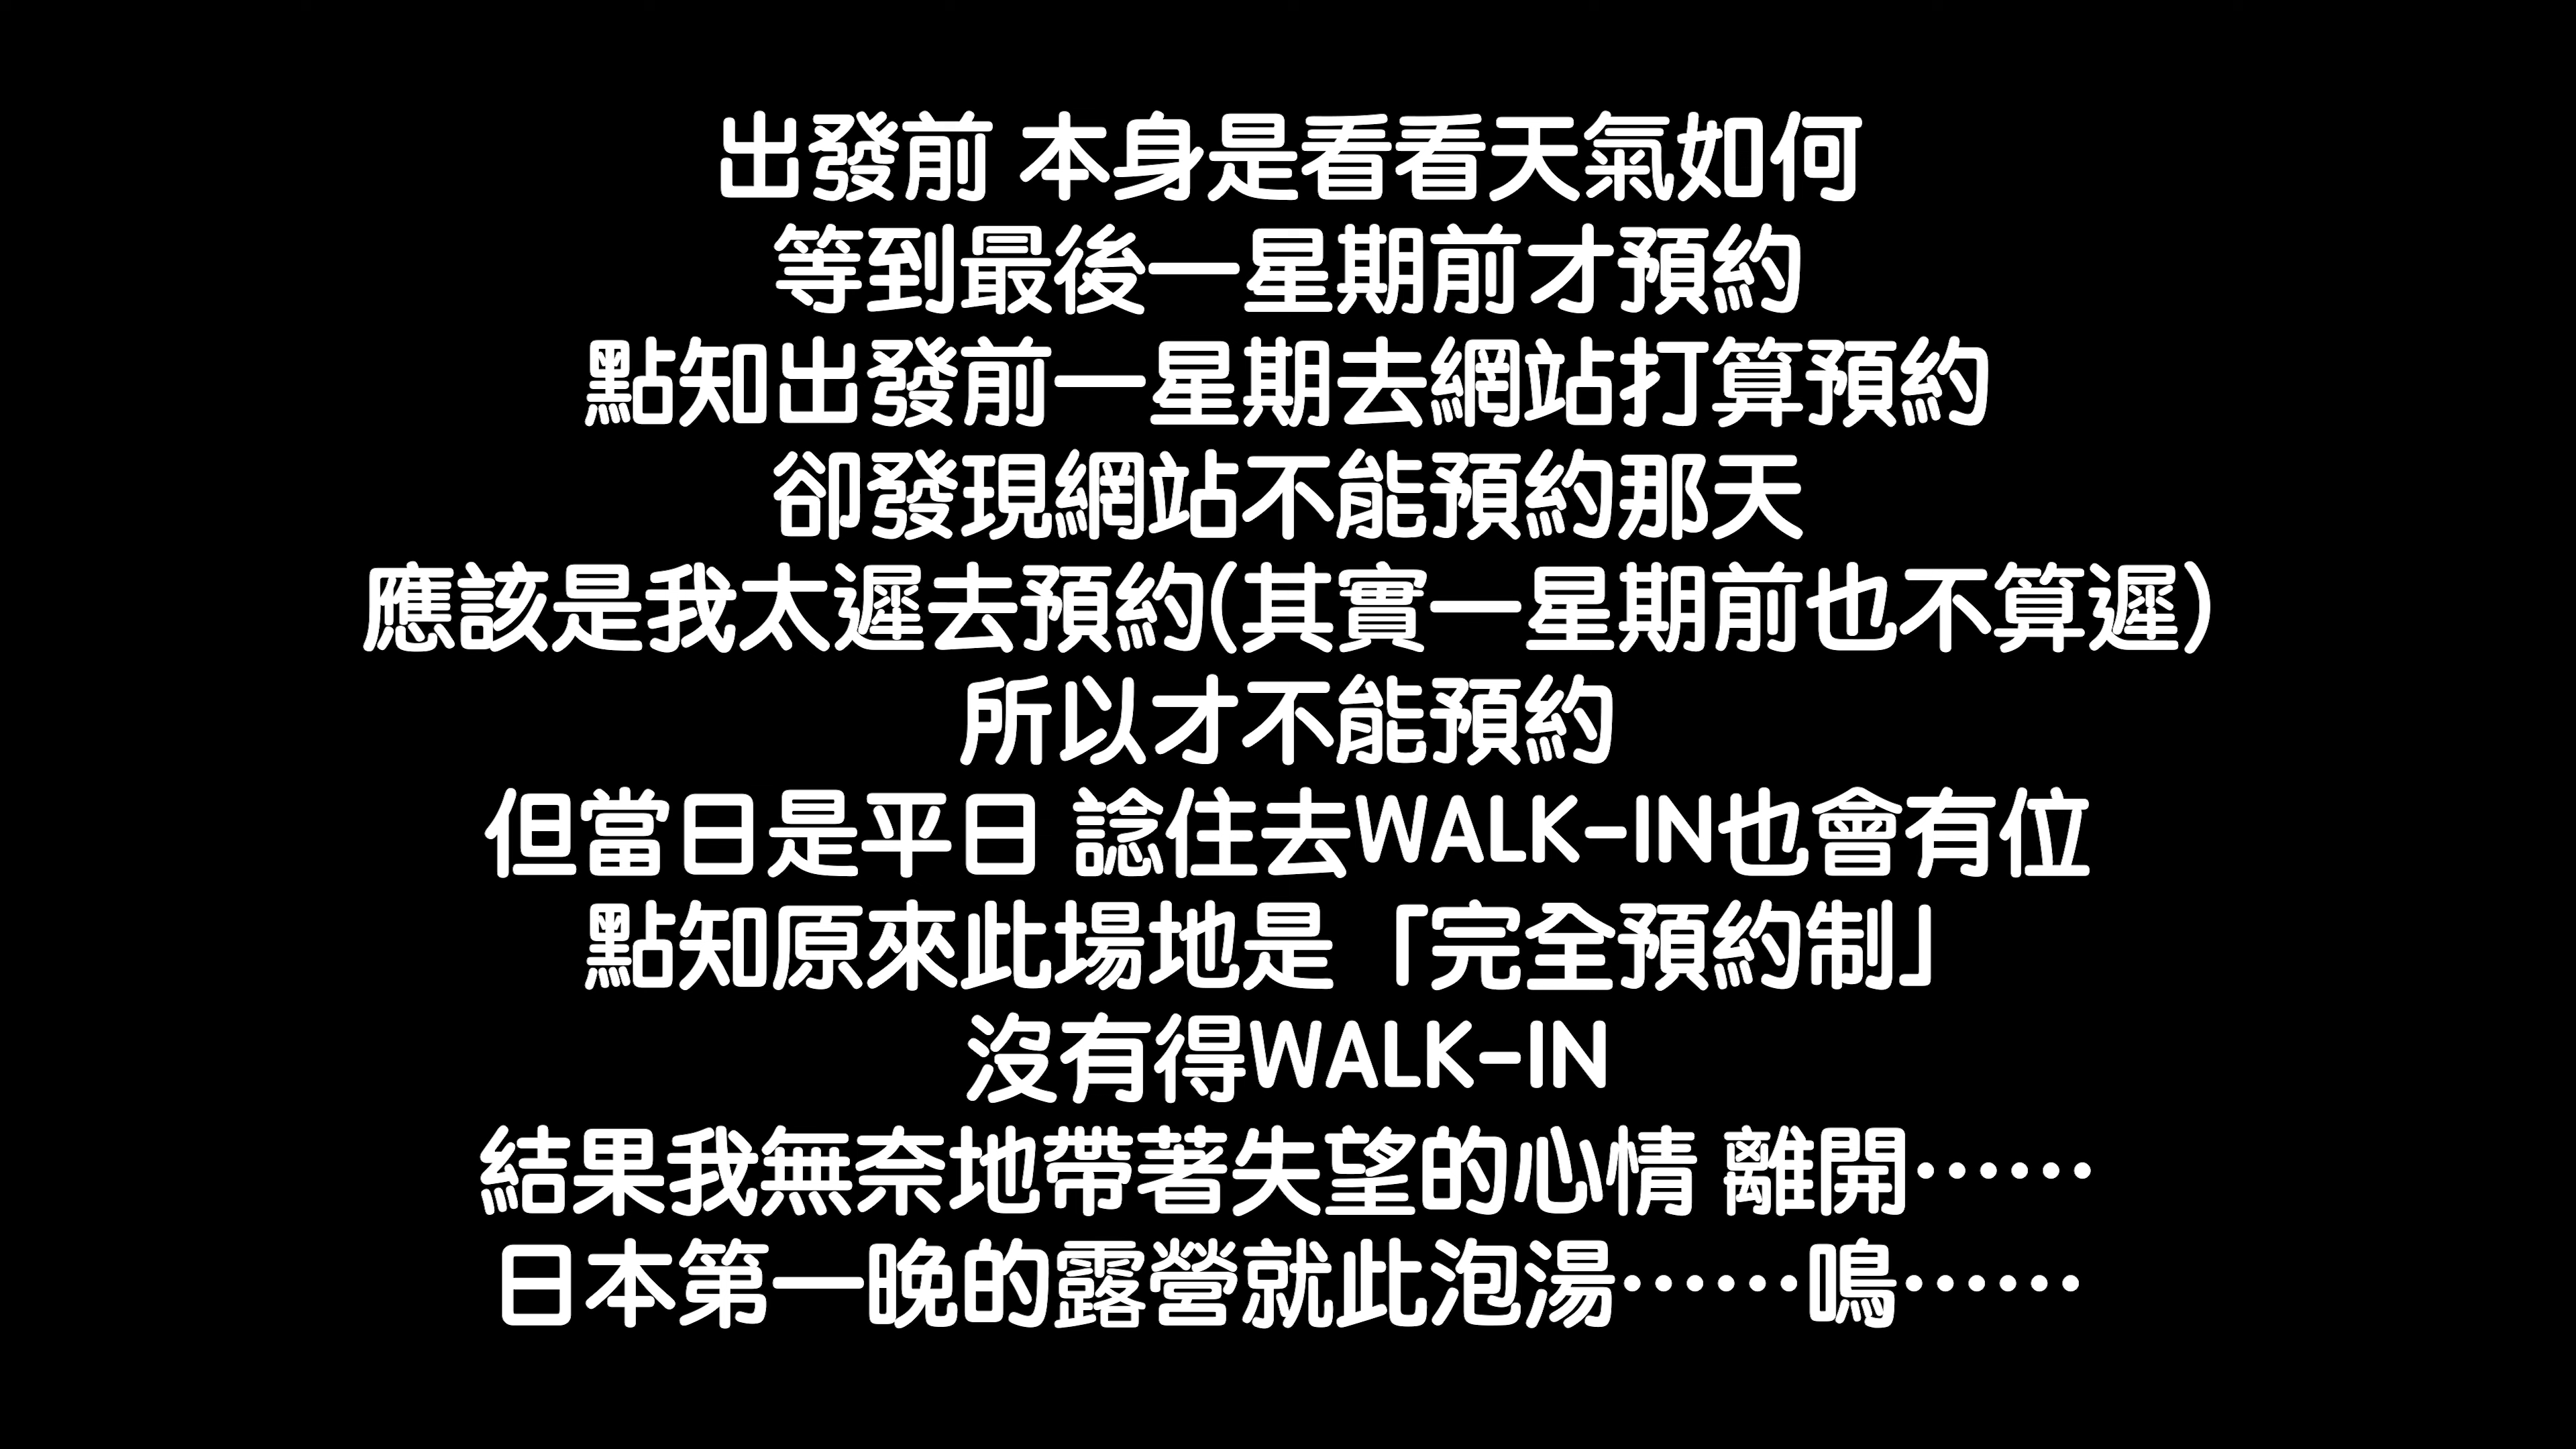 出發前 本身是看看天氣如何
等到最後一星期前才預約
點知出發前一星期去網站打算預約
卻發現網站不能預約那天
應該是我太遲去預約(其實一星期前也不算遲)
所以才不能預約
但當日是平日 諗住去WALK-IN也會有位
點知原來此場地是「完全預約制」
沒有得WALK-IN
結果我無奈地帶著失望的心情 離開……
日本第一晚的露營就此泡湯……鳴……